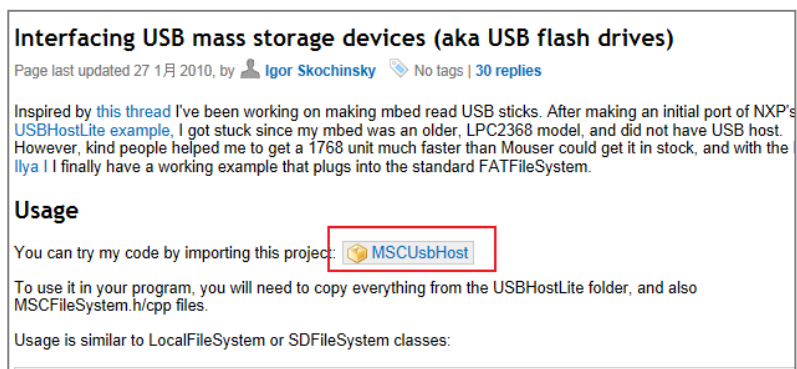 Interfacing USB mass storage devices (aka USB flash drives)
Page last updated 27 1月 2010, by Igor Skochinsky No tags | 30 replies
Inspired by this thread I've been working on making mbed read USB sticks. After making an initial port of NXP's
USBHostLite example, I got stuck since my mbed was an older, LPC2368 model, and did not have USB host.
However, kind people helped me to get a 1768 unit much faster than Mouser could get it in stock, and with the
Ilya I I finally have a working example that plugs into the standard FATFileSystem.
Usage
You can try my code by importing this project: MSCUsbHost
To use it in your program, you will need to copy everything from the USBHostLite folder, and also
MSCFileSystem.h/cpp files.
Usage is similar to LocalFileSystem or SDFileSystem classes: